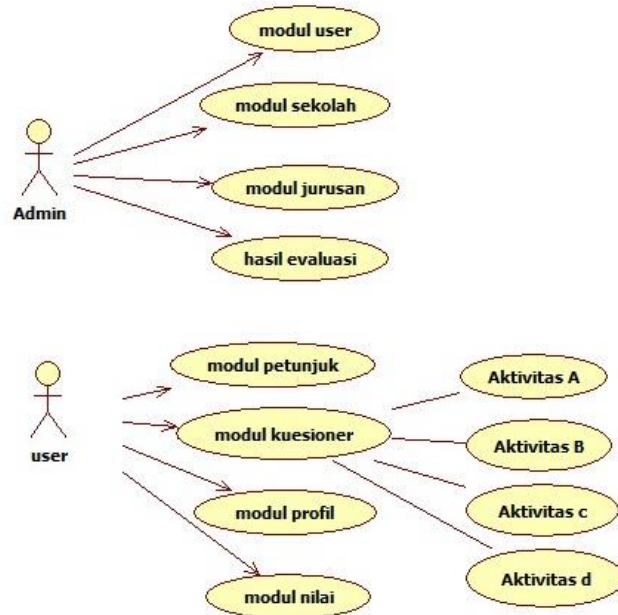 modul user
modul sekolah
modul jurusan
Admin
hasil evaluasi
modul petunjuk
Aktivitas A
modul kuesioner
user
Aktivitas B
modul profil
Aktivitas c
modul nilai
Aktivitas d